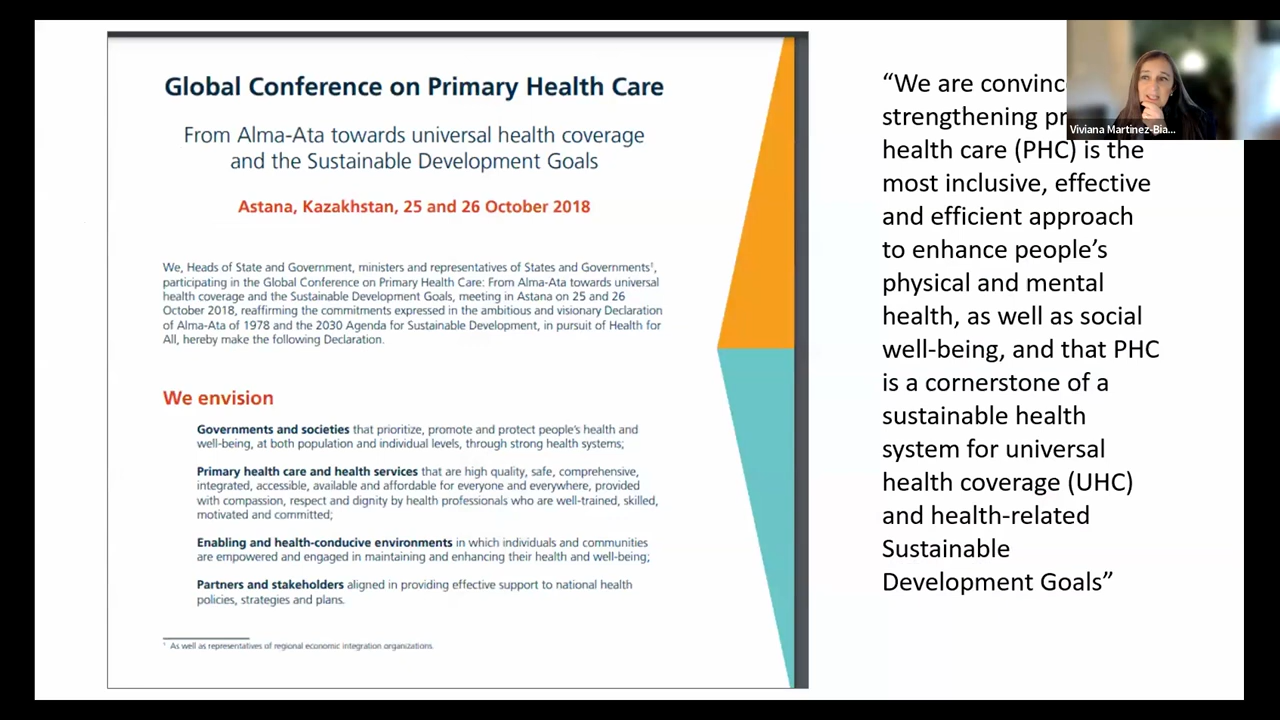 Global Conference on Primary Health Care
From Alma-Ata towards universal health coverage
and the Sustainable Development Goals
Astana, Kazakhstan, 25 and 26 October 2018
We, Heads of State and Government, ministers and representatives of States and Governments¹,
participating in the Global Conference on Primary Health Care: From Alma-Ata towards universal
health coverage and the Sustainable Development Goals, meeting in Astana on 25 and 26
October 2018, reaffirming the commitments expressed in the ambitious and visionary Declaration
of Alma-Ata of 1978 and the 2030 Agenda for Sustainable Development, in pursuit of Health for
All, hereby make the following Declaration.
We envision
Governments and societies that prioritize, promote and protect people's health and
well-being, at both population and individual levels, through strong health systems;
Primary health care and health services that are high quality, safe, comprehensive,
integrated, accessible, available and affordable for everyone and everywhere, provided
with compassion, respect and dignity by health professionals who are well-trained, skilled,
motivated and committed;
Enabling and health-conducive environments in which individuals and communities
are empowered and engaged in maintaining and enhancing their health and well-being;
Partners and stakeholders aligned in providing effective support to national health
policies, strategies and plans.
¹ As well as representatives of regional economic integration organizations.
“We are
strengthening
health care (PHC) is the
most inclusive, effective
and efficient approach
to enhance people’s
physical and mental
health, as well as social
well-being, and that PHC
is a cornerstone of a
sustainable health
system for universal
health coverage (UHC)
and health-related
Sustainable
Development Goals”
Viviana Martinez-Bia...